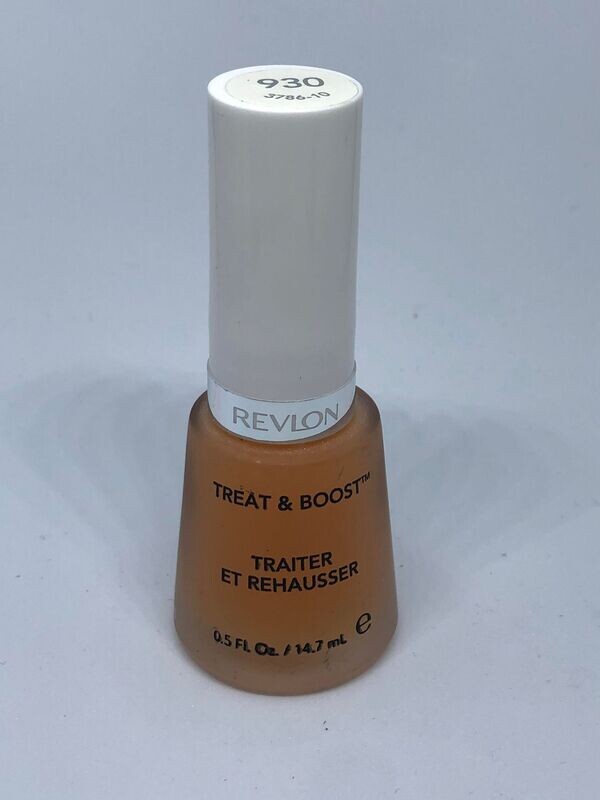 930
3786-10
REVLON
TREAT & BOOST™
TRAITER
ET REHAUSSER
0.5 FL Oz. / 14.7 mL ℮